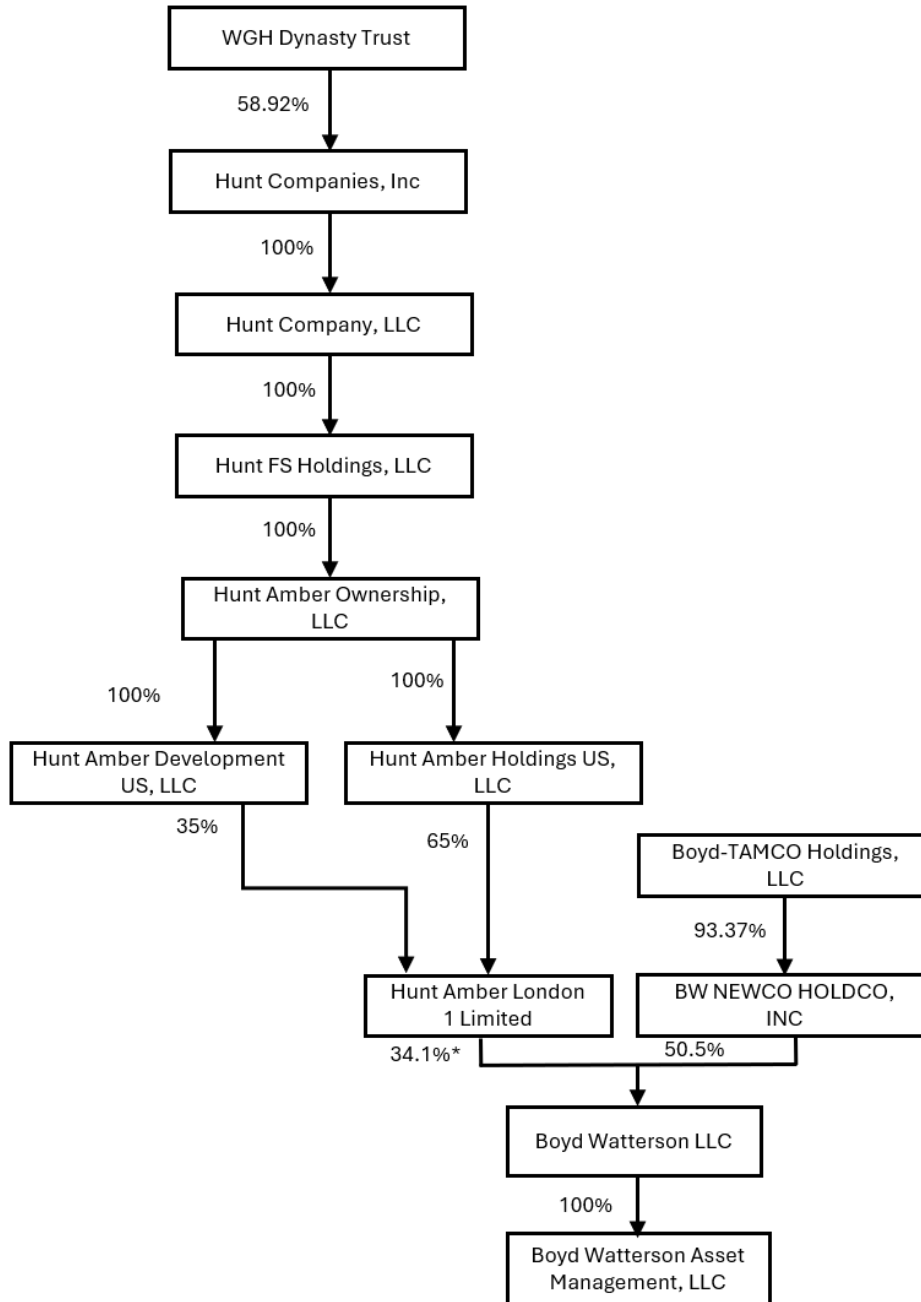 WGH Dynasty Trust
58.92%
Hunt Companies, Inc
100%
Hunt Company, LLC
100%
Hunt FS Holdings, LLC
100%
Hunt Amber Ownership,
LLC
100%
100%
Hunt Amber Development
US, LLC
Hunt Amber Holdings US,
LLC
35%
65%
Boyd-TAMCO Holdings,
LLC
93.37%
Hunt Amber London
1 Limited
BW NEWCO HOLDCO,
INC
34.1%*
50.5%
Boyd Watterson LLC
100%
Boyd Watterson Asset
Management, LLC